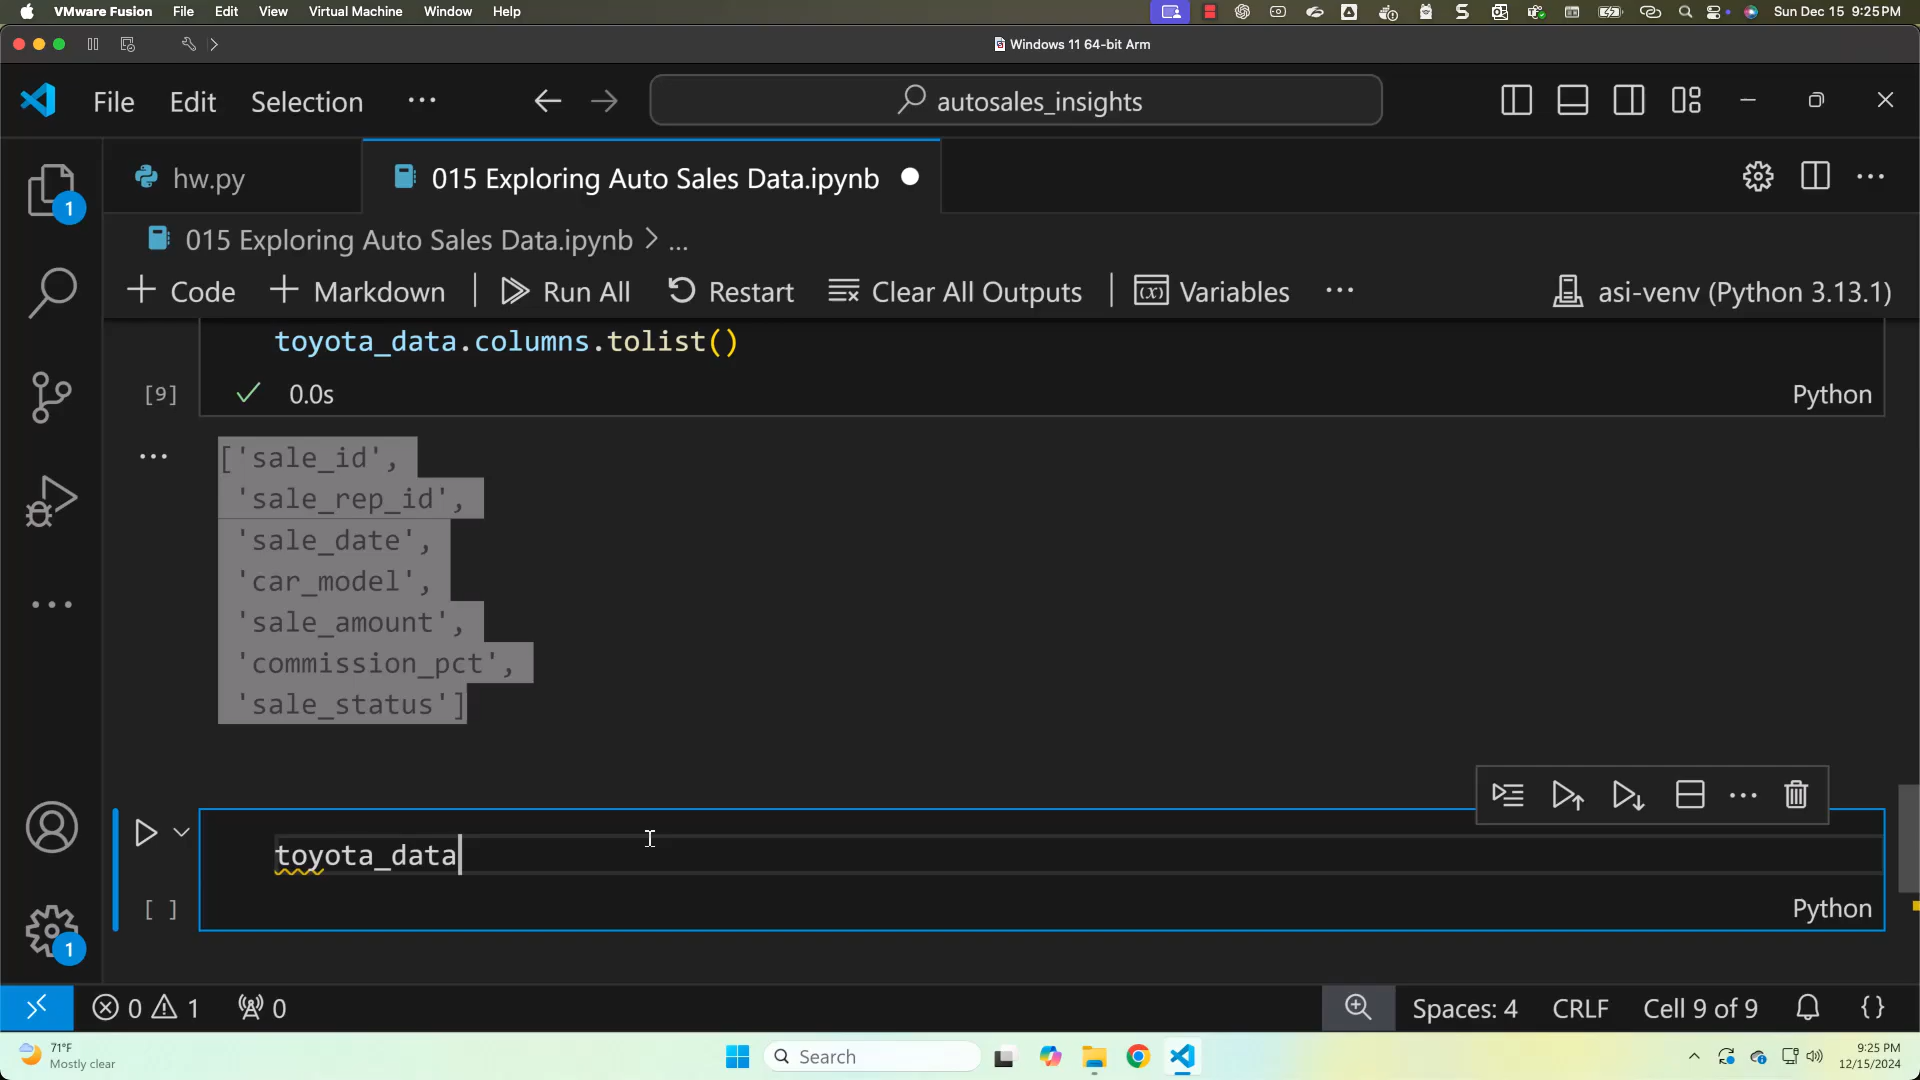 VMware Fusion File Edit View Virtual Machine Window Help Sun Dec 15 9:25 PM
Windows 11 64-bit Arm
File Edit Selection ··· autosales_insights
hw.py 015 Exploring Auto Sales Data.ipynb
015 Exploring Auto Sales Data.ipynb > ...
+ Code + Markdown | Run All Restart Clear All Outputs | Variables ··· asi-venv (Python 3.13.1)
toyota_data.columns.tolist()
[9] 0.0s Python
['sale_id',
'sale_rep_id',
'sale_date',
'car_model',
'sale_amount',
'commission_pct',
'sale_status']
toyota_data
[ ] Python
0 1 0 Spaces: 4 CRLF Cell 9 of 9 {}
71°F
Mostly clear
Search
9:25 PM
12/15/2024
1
1